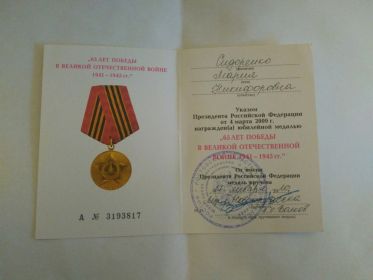 „65 ЛЕТ ПОБЕДЫ
В ВЕЛИКОЙ ОТЕЧЕСТВЕННОЙ ВОЙНЕ
1941—1945 гг.”
А № 3193817
Сидоренко
Мария
Никифоровна
Указом
Президента Российской Федерации
от 4 марта 2009 г.
награжден(а) юбилейной медалью
„65 ЛЕТ ПОБЕДЫ
В ВЕЛИКОЙ ОТЕЧЕСТВЕННОЙ
ВОЙНЕ 1941—1945 гг.”
От имени
Президента Российской Федерации
медаль вручена